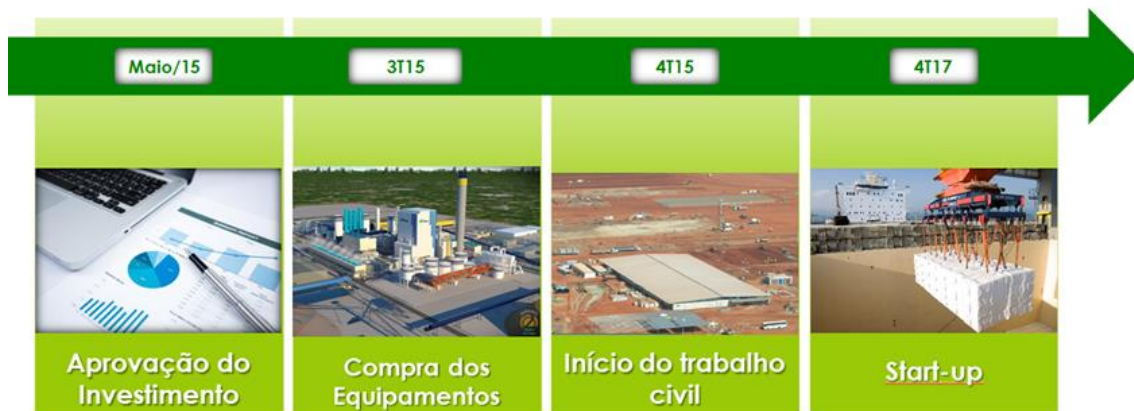 Maio/15
3T15
4T15
4T17
Aprovação do
Investimento
Compra dos
Equipamentos
Início do trabalho
civil
Start-up